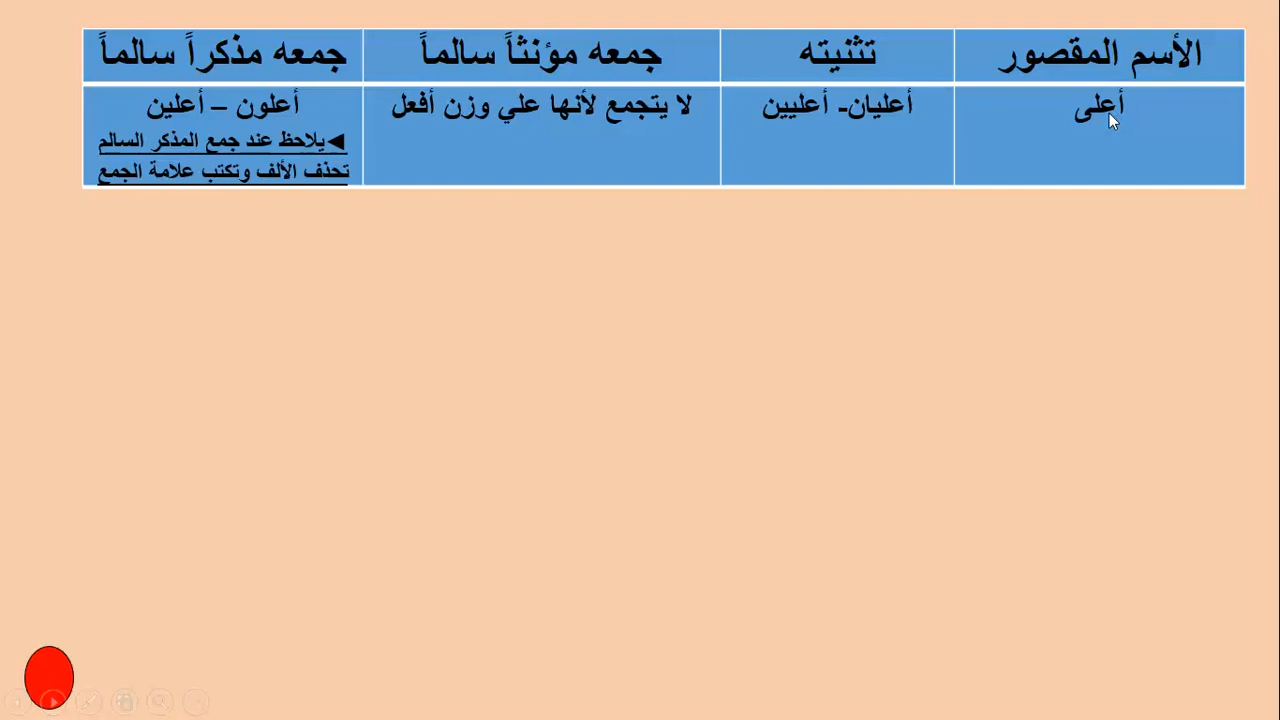 الأسم المقصور
تثنيته
جمعه مؤنثاً سالماً
جمعه مذكراً سالماً
أعلى
أعليان- أعليين
لا يتجمع لأنها علي وزن أفعل
أعلون – أعلين
◄يلاحظ عند جمع المذكر السالم
تحذف الألف وتكتب علامة الجمع